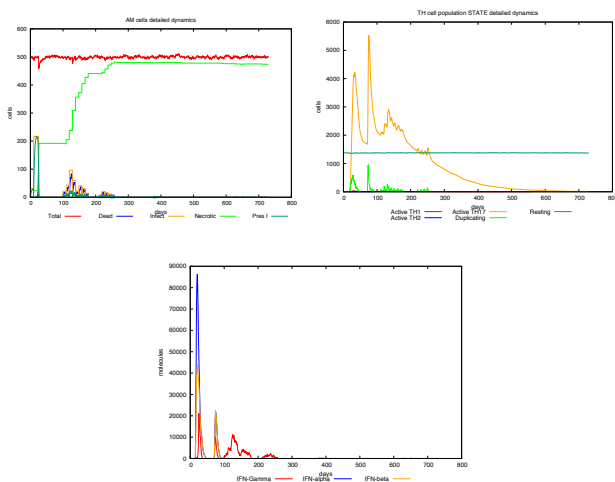 AM cells detailed dynamics
600
500
400
300
200
100
0
cells
0 100 200 300 400 500 600 700 800
days
Total Dead Infect Necrotic Pres I
TH cell population STATE detailed dynamics
6000
5000
4000
3000
2000
1000
0
cells
0 100 200 300 400 500 600 700
days
Active TH1 Active TH17 Resting
Active TH2 Duplicating
90000
80000
70000
60000
50000
40000
30000
20000
10000
0
molecules
0 100 200 300 400 500 600 700 800
days
IFN-Gamma IFN-alpha IFN-beta